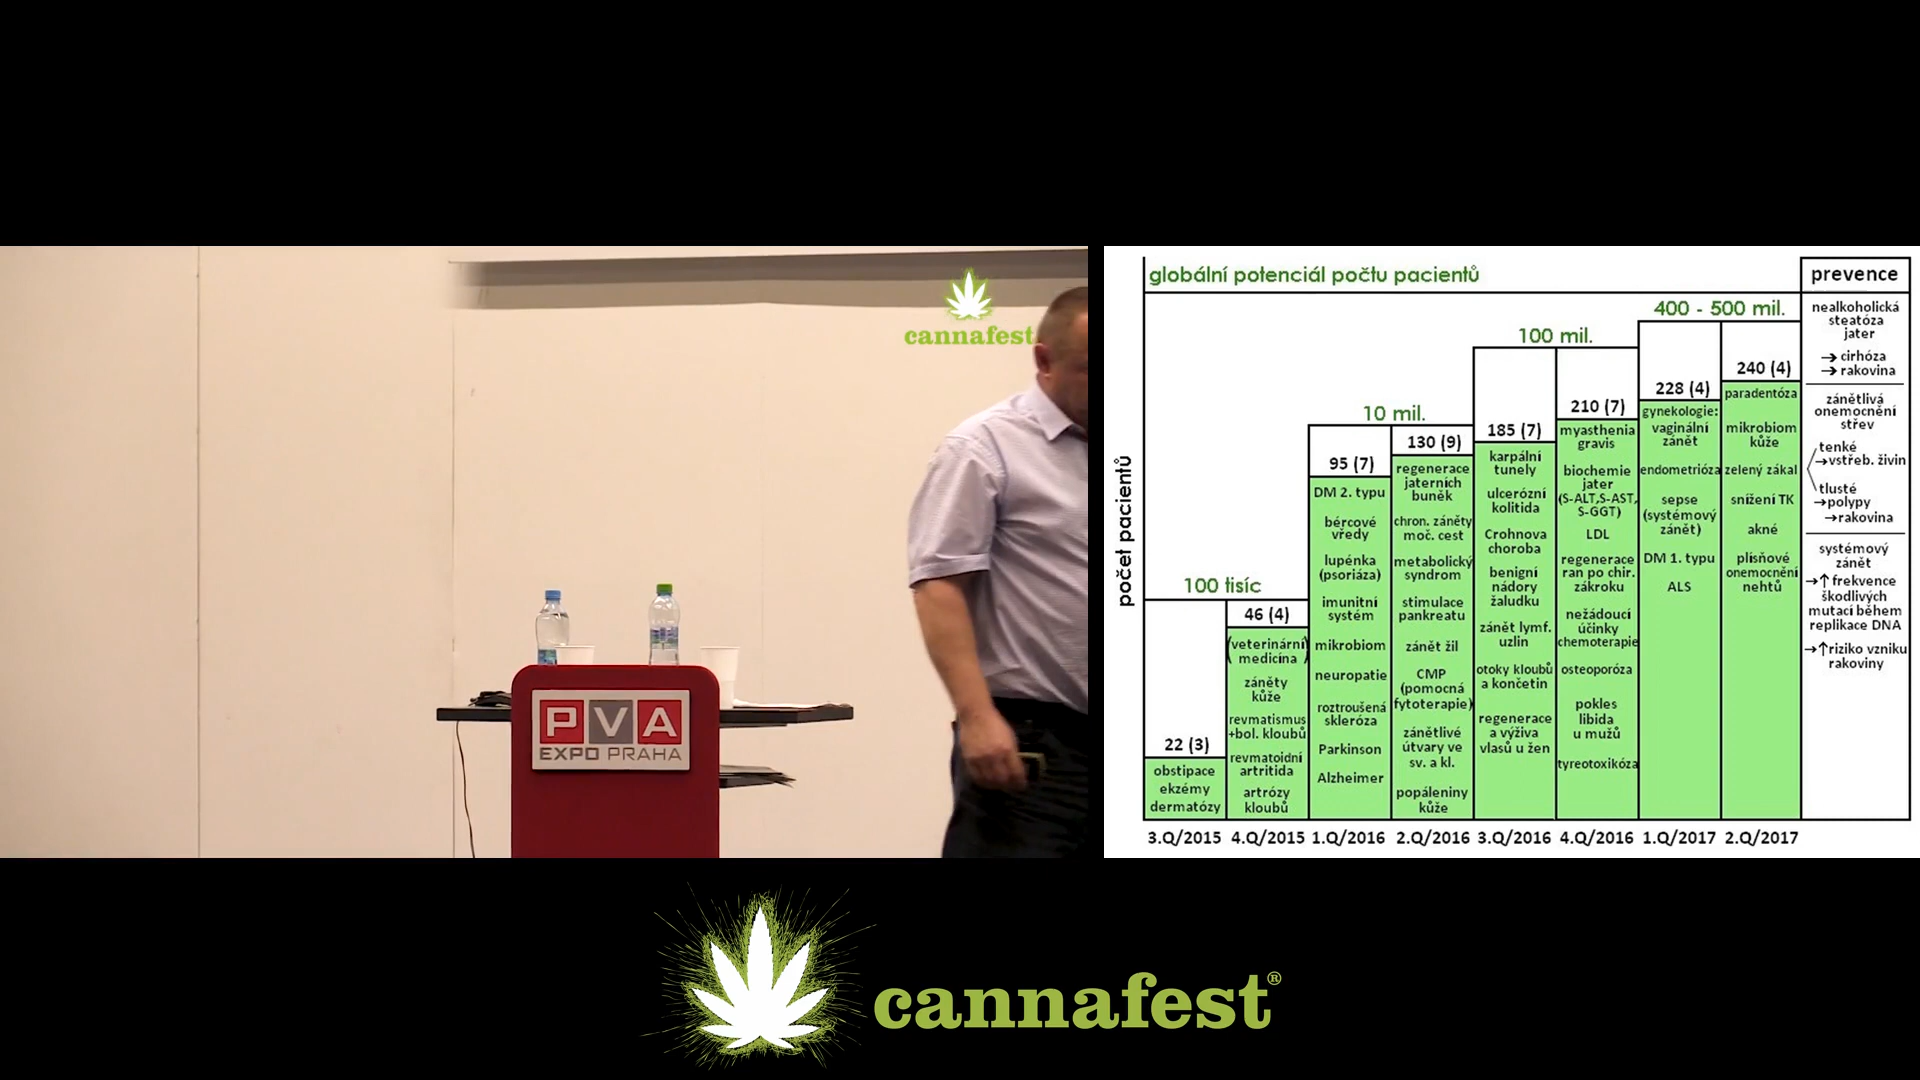 cannafest
PVA
EXPO PRAHA
globální potenciál počtu pacientů
prevence
počet pacientů
100 tisíc
10 mil.
100 mil.
400 - 500 mil.
22 (3)
obstipace
ekzémy
dermatózy
3.Q/2015
46 (4)
(veterinární
medicína)
záněty
kůže
revmatismus
+bol. kloubů
revmatoidní
artritida
artrózy
kloubů
4.Q/2015
95 (7)
DM 2. typu
bércové
vředy
lupénka
(psoriáza)
imunitní
systém
mikrobiom
neuropatie
roztroušená
skleróza
Parkinson
Alzheimer
1.Q/2016
130 (9)
regenerace
jaterních
buněk
chron. záněty
moč. cest
metabolický
syndrom
stimulace
pankreatu
zánět žil
CMP
(pomocná
fytoterapie)
zánětlivé
útvary ve
sv. a kl.
popáleniny
kůže
2.Q/2016
185 (7)
karpální
tunely
ulcerózní
kolitida
Crohnova
choroba
benigní
nádory
žaludku
zánět lymf.
uzlin
otoky kloubů
a končetin
regenerace
a výživa
vlasů u žen
3.Q/2016
210 (7)
myasthenia
gravis
biochemie
jater
(S-ALT,S-AST,
S-GGT)
LDL
regenerace
ran po chir.
zákroku
nežádoucí
účinky
chemoterapie
osteoporóza
pokles
libida
u mužů
tyreotoxikóza
4.Q/2016
228 (4)
gynekologie:
vaginální
zánět
endometrióza
sepse
(systémový
zánět)
DM 1. typu
ALS
1.Q/2017
240 (4)
paradentóza
mikrobiom
kůže
zelený zákal
snížení TK
akné
plísňové
onemocnění
nehtů
2.Q/2017
nealkoholická
steatóza
jater
→ cirhóza
→ rakovina
zánětlivá
onemocnění
střev
tenké
→vstřeb. živin
tlusté
→polypy
→rakovina
systémový
zánět
→↑ frekvence
škodlivých
mutací během
replikace DNA
→↑riziko vzniku
rakoviny
cannafest®